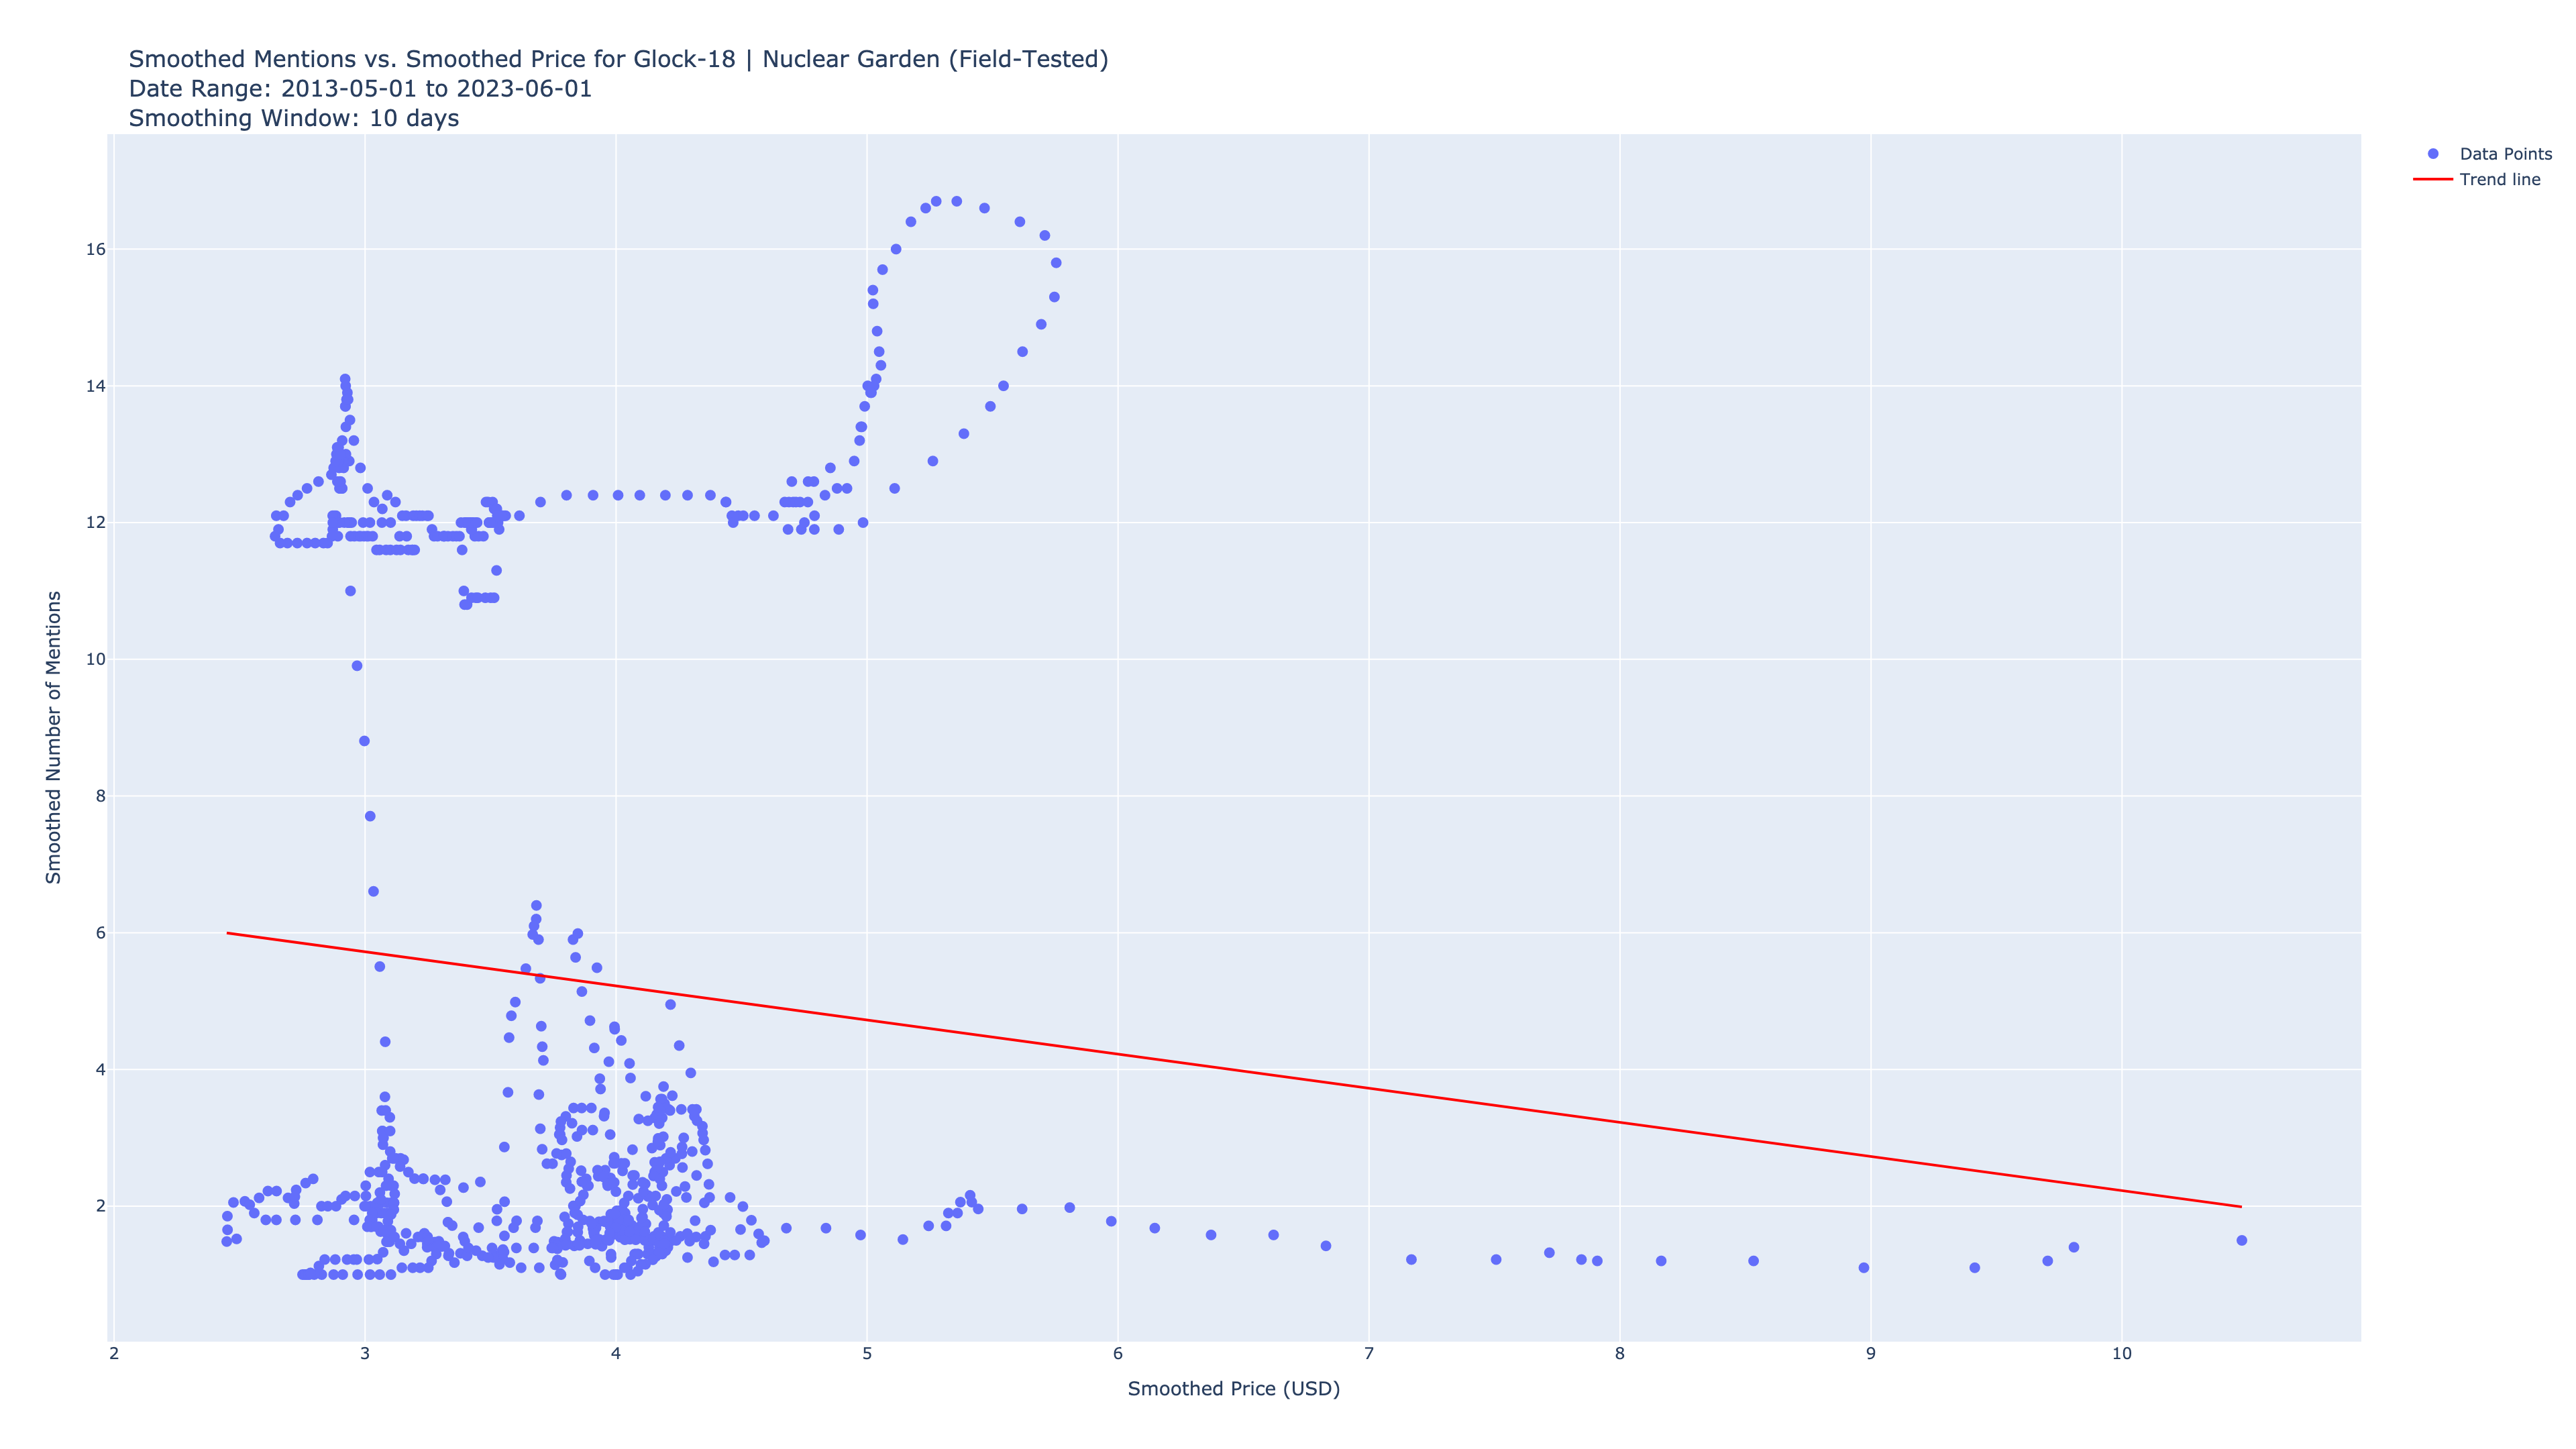 Smoothed Mentions vs. Smoothed Price for Glock-18 | Nuclear Garden (Field-Tested)
Date Range: 2013-05-01 to 2023-06-01
Smoothing Window: 10 days
Data Points
Trend line
16
14
12
10
8
6
4
2
Smoothed Number of Mentions
2 3 4 5 6 7 8 9 10
Smoothed Price (USD)